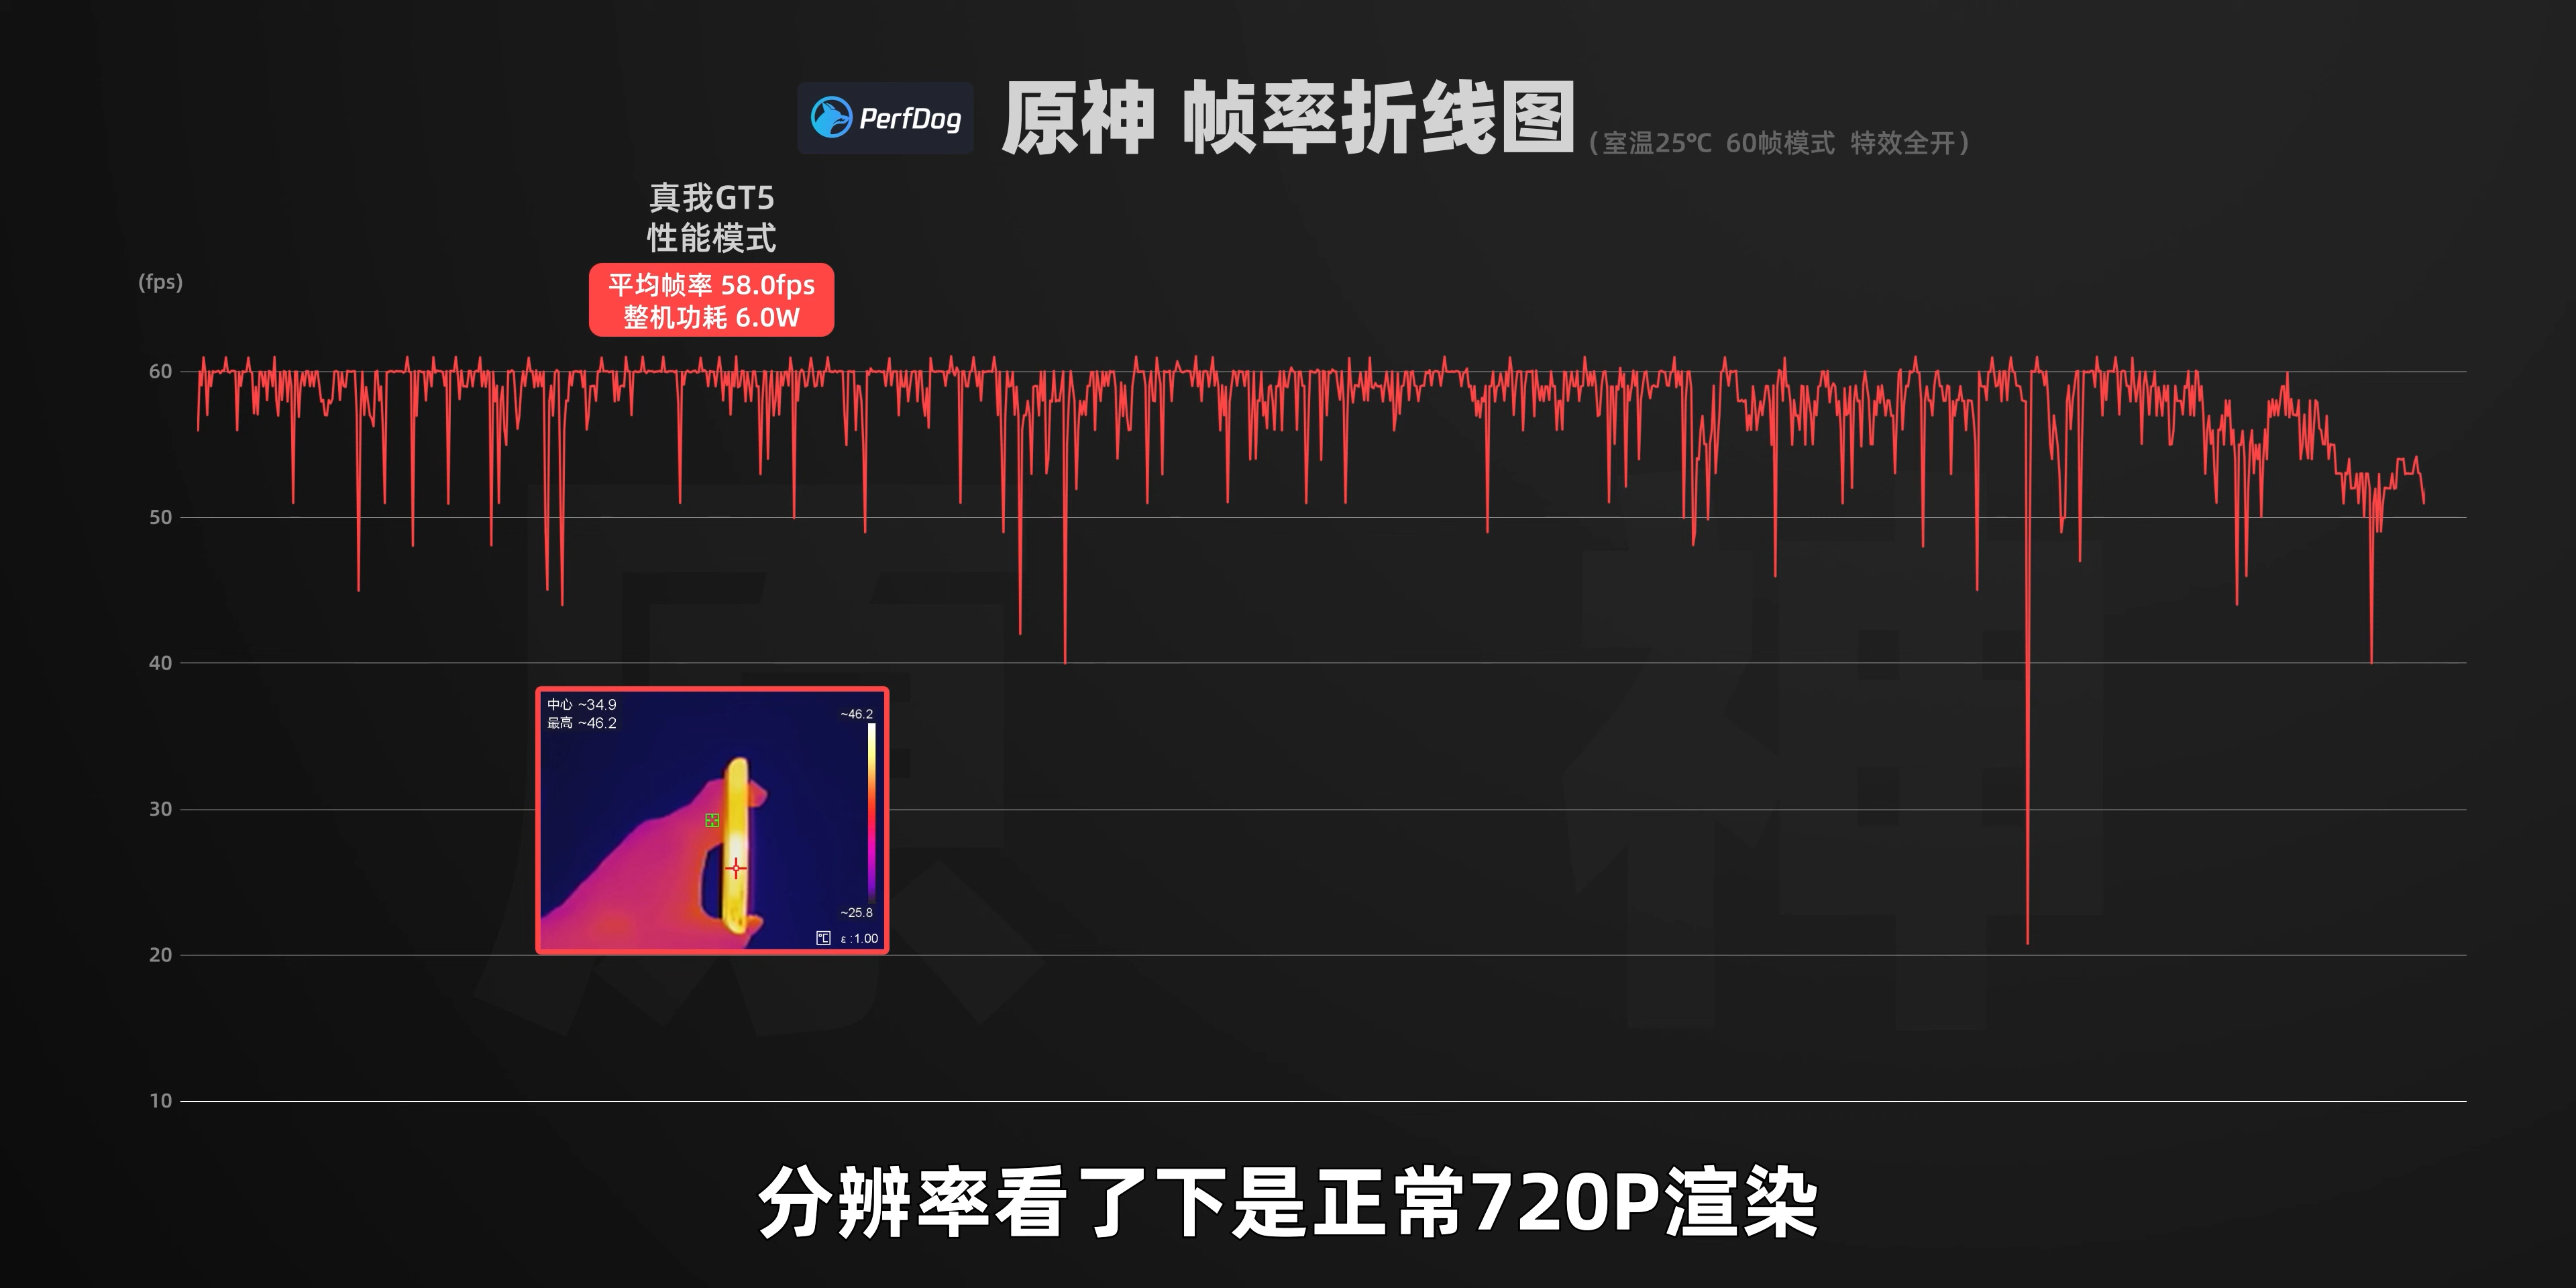 PerfDog
原神 帧率折线图
(室温25℃ 60帧模式 特效全开)
真我GT5
性能模式
平均帧率 58.0fps
整机功耗 6.0W
(fps)
60
50
40
30
20
10
中心 ~34.9
最高 ~46.2
~46.2
~25.8
℃ ε:1.00
原神
分辨率看了下是正常720P渲染